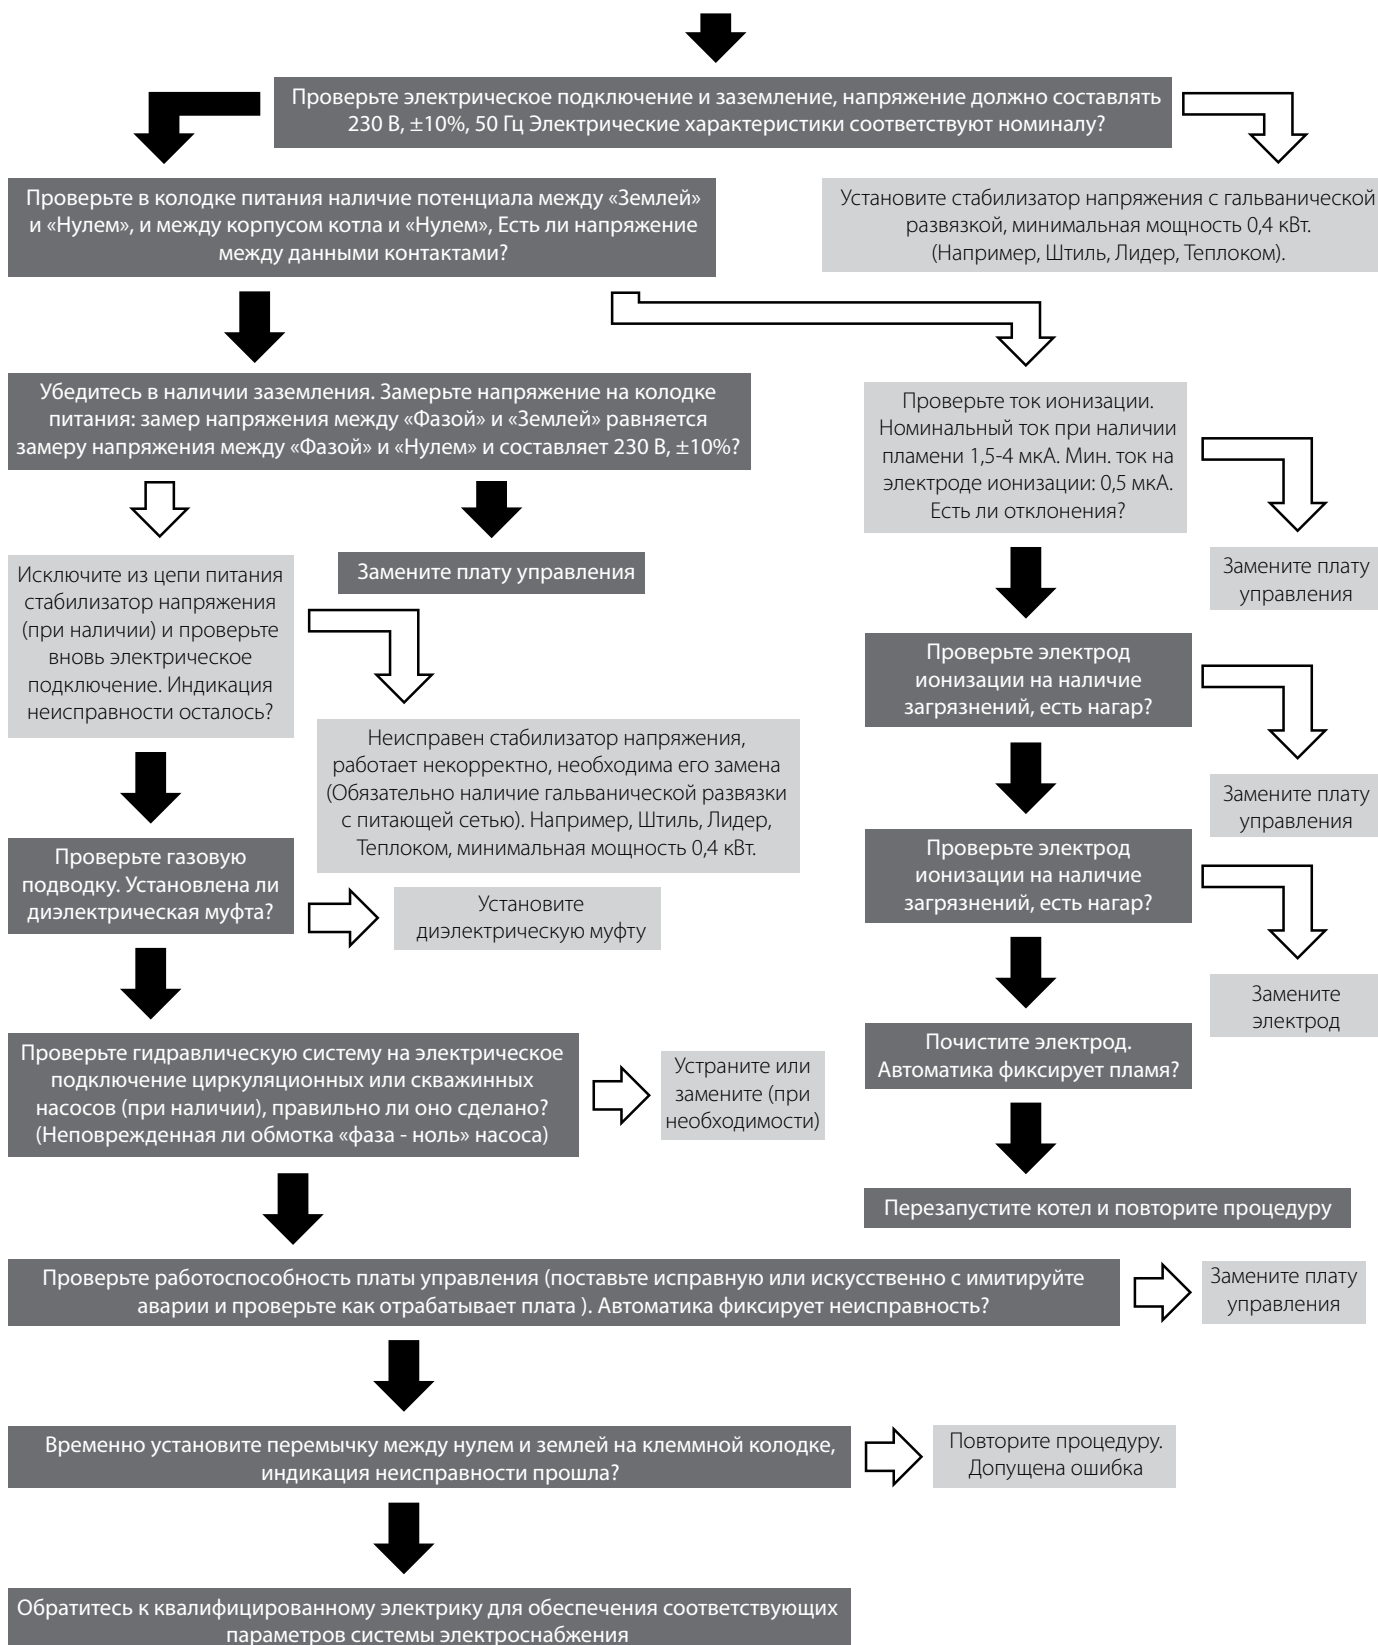 Проверьте электрическое подключение и заземление, напряжение должно составлять
230 В, ±10%, 50 Гц Электрические характеристики соответствуют номиналу?
Проверьте в колодке питания наличие потенциала между «Землей»
и «Нулем», и между корпусом котла и «Нулем», Есть ли напряжение
между данными контактами?
Установите стабилизатор напряжения с гальванической
развязкой, минимальная мощность 0,4 кВт.
(Например, Штиль, Лидер, Теплоком).
Убедитесь в наличии заземления. Замерьте напряжение на колодке
питания: замер напряжения между «Фазой» и «Землей» равняется
замеру напряжения между «Фазой» и «Нулем» и составляет 230 В, ±10%?
Проверьте ток ионизации.
Номинальный ток при наличии
пламени 1,5-4 мкА. Мин. ток на
электроде ионизации: 0,5 мкА.
Есть ли отклонения?
Исключите из цепи питания
стабилизатор напряжения
(при наличии) и проверьте
вновь электрическое
подключение. Индикация
неисправности осталось?
Замените плату управления
Замените плату
управления
Проверьте электрод
ионизации на наличие
загрязнений, есть нагар?
Неисправен стабилизатор напряжения,
работает некорректно, необходима его замена
(Обязательно наличие гальванической развязки
с питающей сетью). Например, Штиль, Лидер,
Теплоком, минимальная мощность 0,4 кВт.
Замените плату
управления
Проверьте газовую
подводку. Установлена ли
диэлектрическая муфта?
Установите
диэлектрическую муфту
Проверьте электрод
ионизации на наличие
загрязнений, есть нагар?
Замените
электрод
Проверьте гидравлическую систему на электрическое
подключение циркуляционных или скважинных
насосов (при наличии), правильно ли оно сделано?
(Неповрежденная ли обмотка «фаза - ноль» насоса)
Устраните или
замените (при
необходимости)
Почистите электрод.
Автоматика фиксирует пламя?
Перезапустите котел и повторите процедуру
Проверьте работоспособность платы управления (поставьте исправную или искусственно с имитируйте
аварии и проверьте как отрабатывает плата ). Автоматика фиксирует неисправность?
Замените плату
управления
Временно установите перемычку между нулем и землей на клеммной колодке,
индикация неисправности прошла?
Повторите процедуру.
Допущена ошибка
Обратитесь к квалифицированному электрику для обеспечения соответствующих
параметров системы электроснабжения